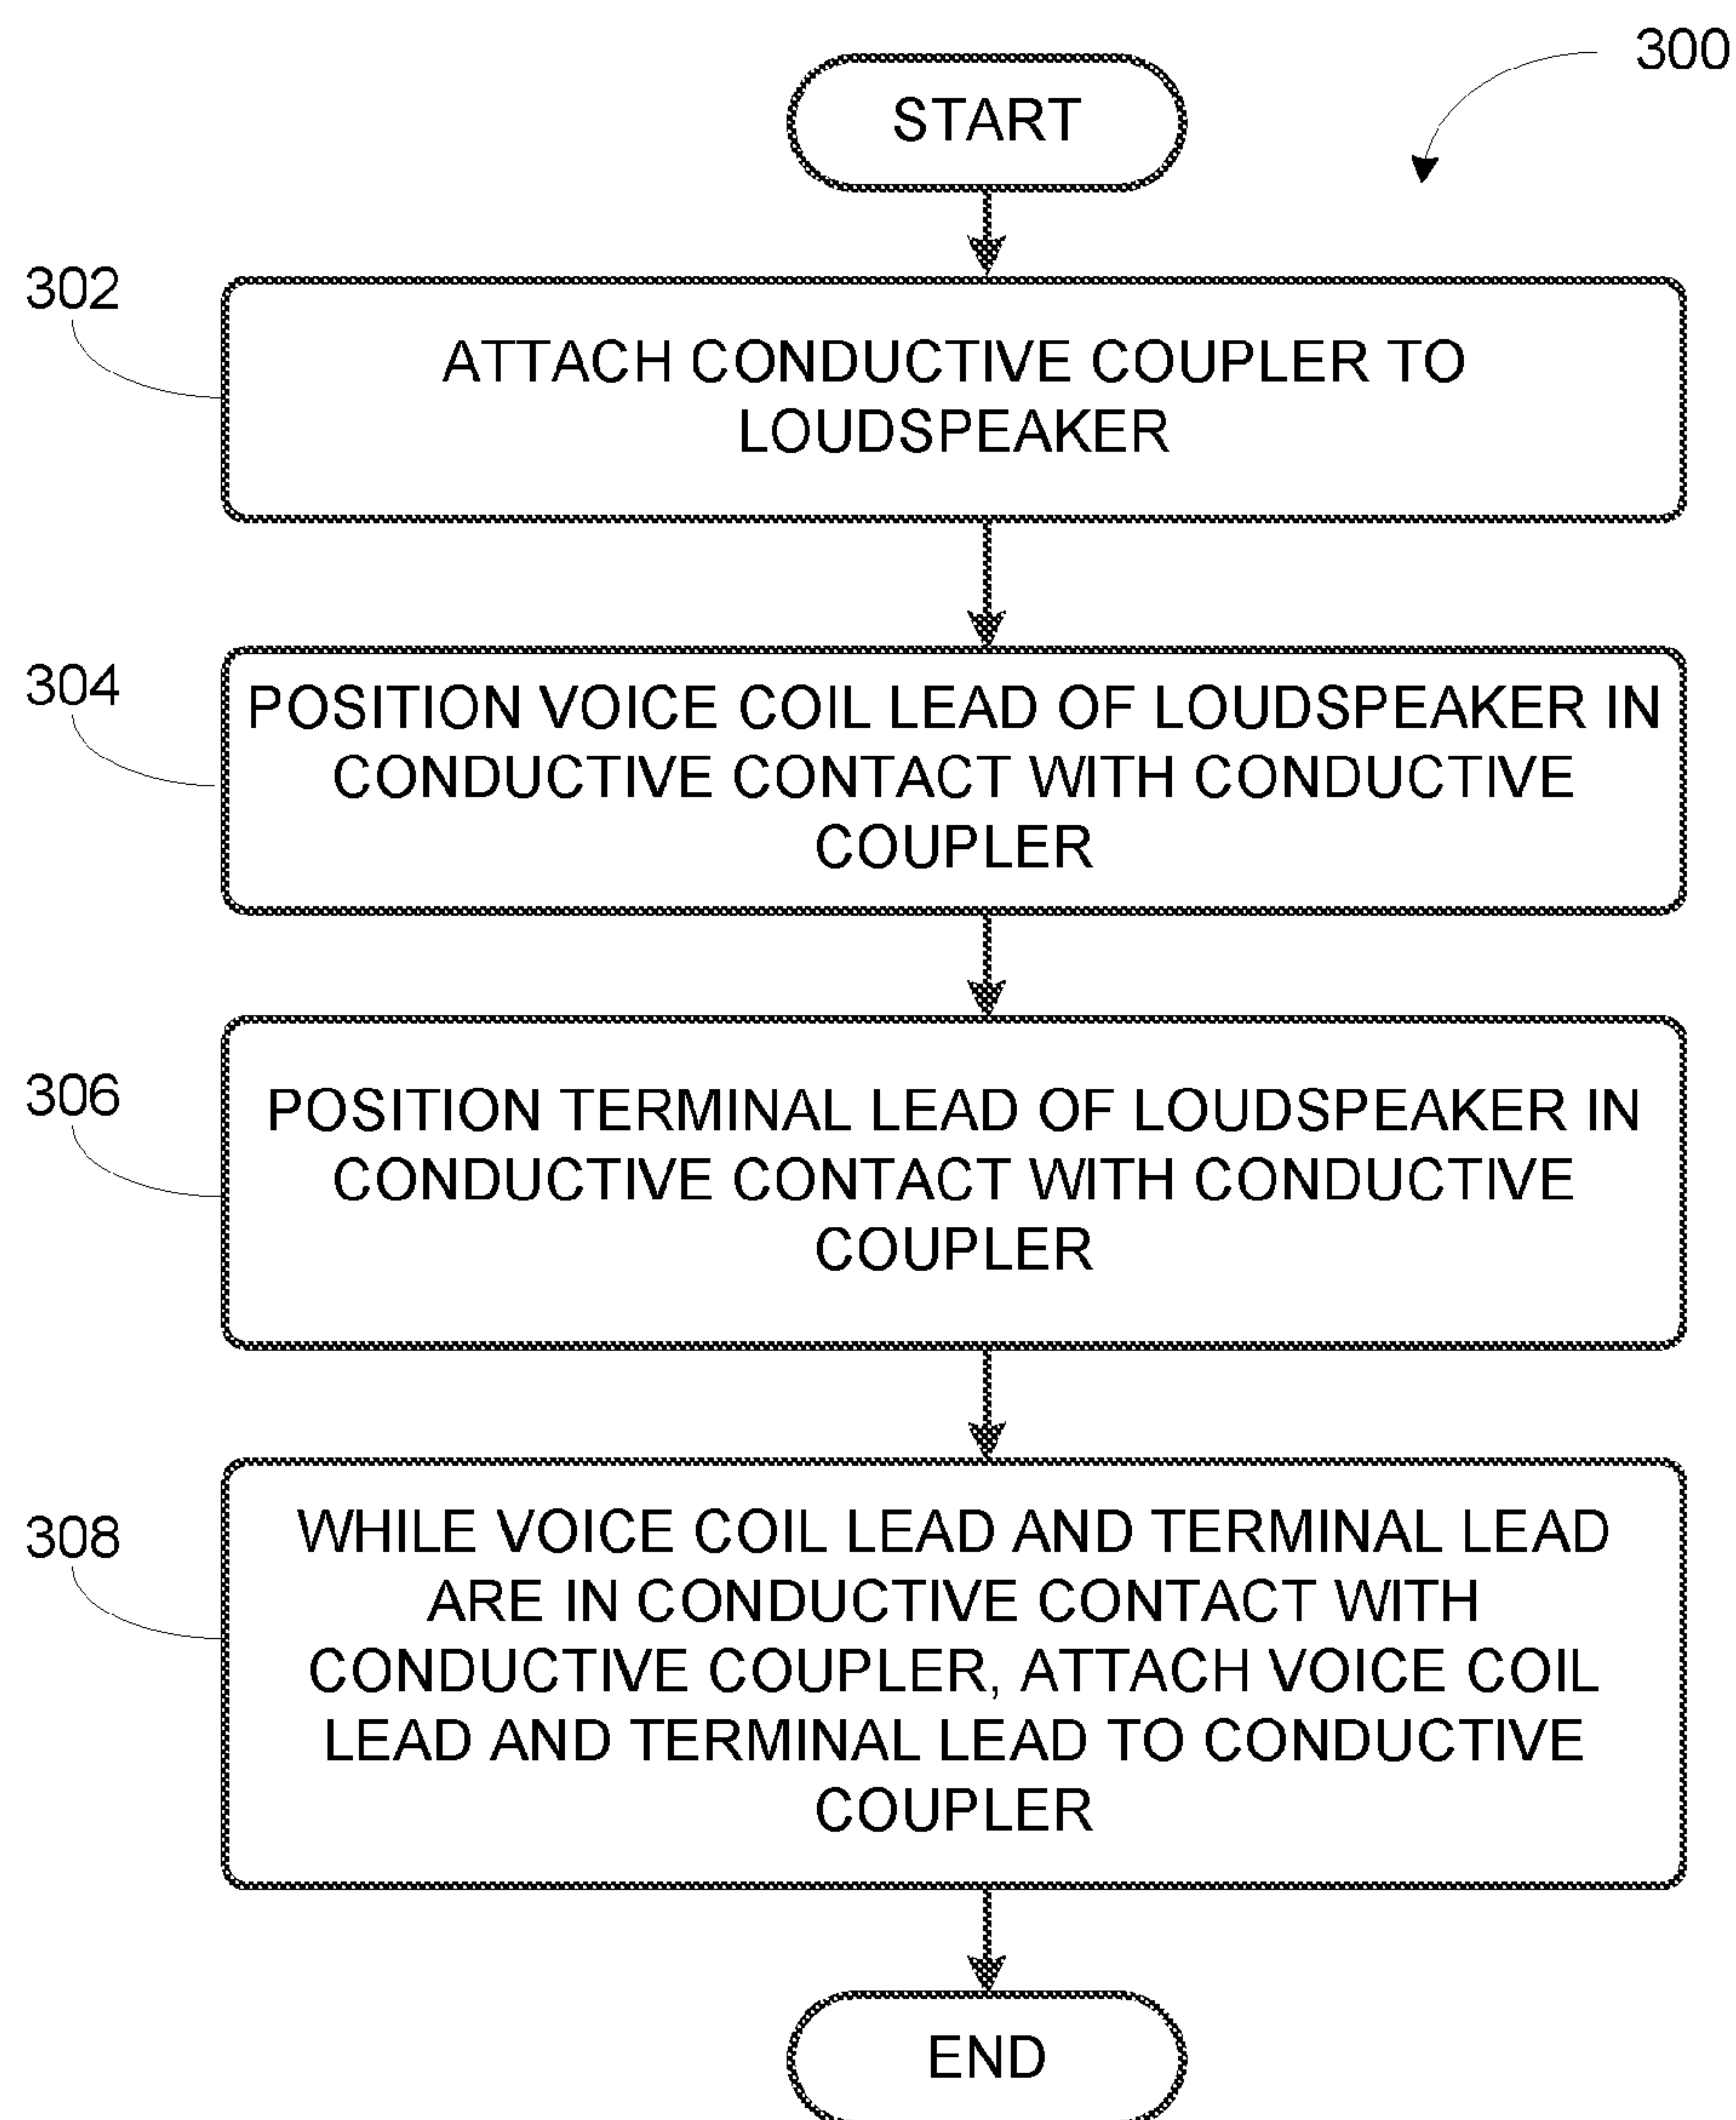 300
START
302
ATTACH CONDUCTIVE COUPLER TO
LOUDSPEAKER
304
POSITION VOICE COIL LEAD OF LOUDSPEAKER IN
CONDUCTIVE CONTACT WITH CONDUCTIVE
COUPLER
306
POSITION TERMINAL LEAD OF LOUDSPEAKER IN
CONDUCTIVE CONTACT WITH CONDUCTIVE
COUPLER
308
WHILE VOICE COIL LEAD AND TERMINAL LEAD
ARE IN CONDUCTIVE CONTACT WITH
CONDUCTIVE COUPLER, ATTACH VOICE COIL
LEAD AND TERMINAL LEAD TO CONDUCTIVE
COUPLER
END